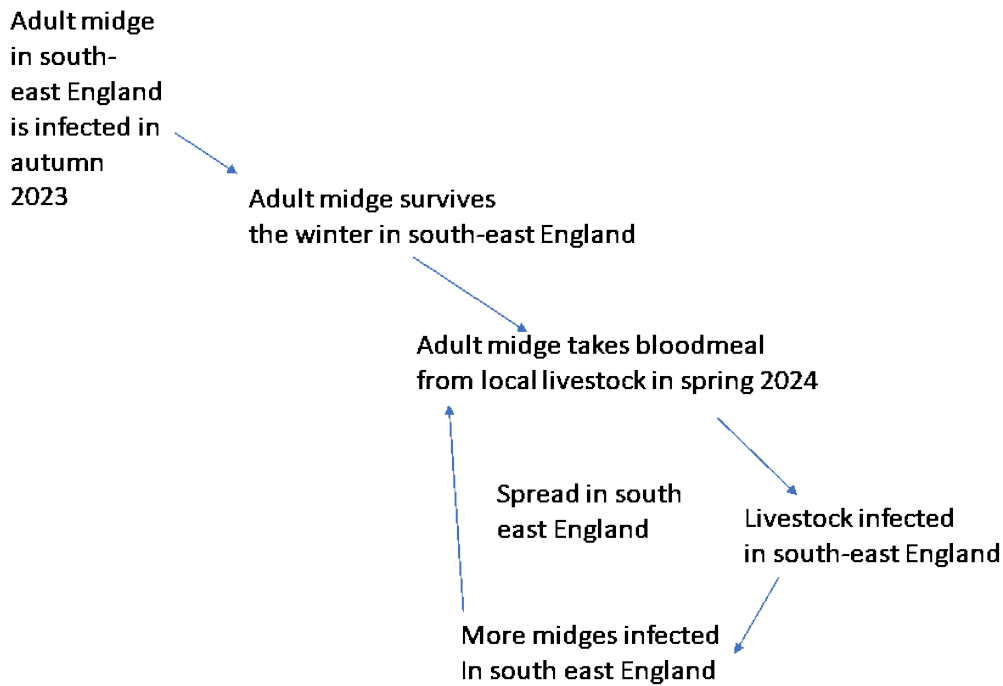 Adult midge
in south-
east England
is infected in
autumn
2023
Adult midge survives
the winter in south-east England
Adult midge takes bloodmeal
from local livestock in spring 2024
Spread in south
east England
Livestock infected
in south-east England
More midges infected
In south east England